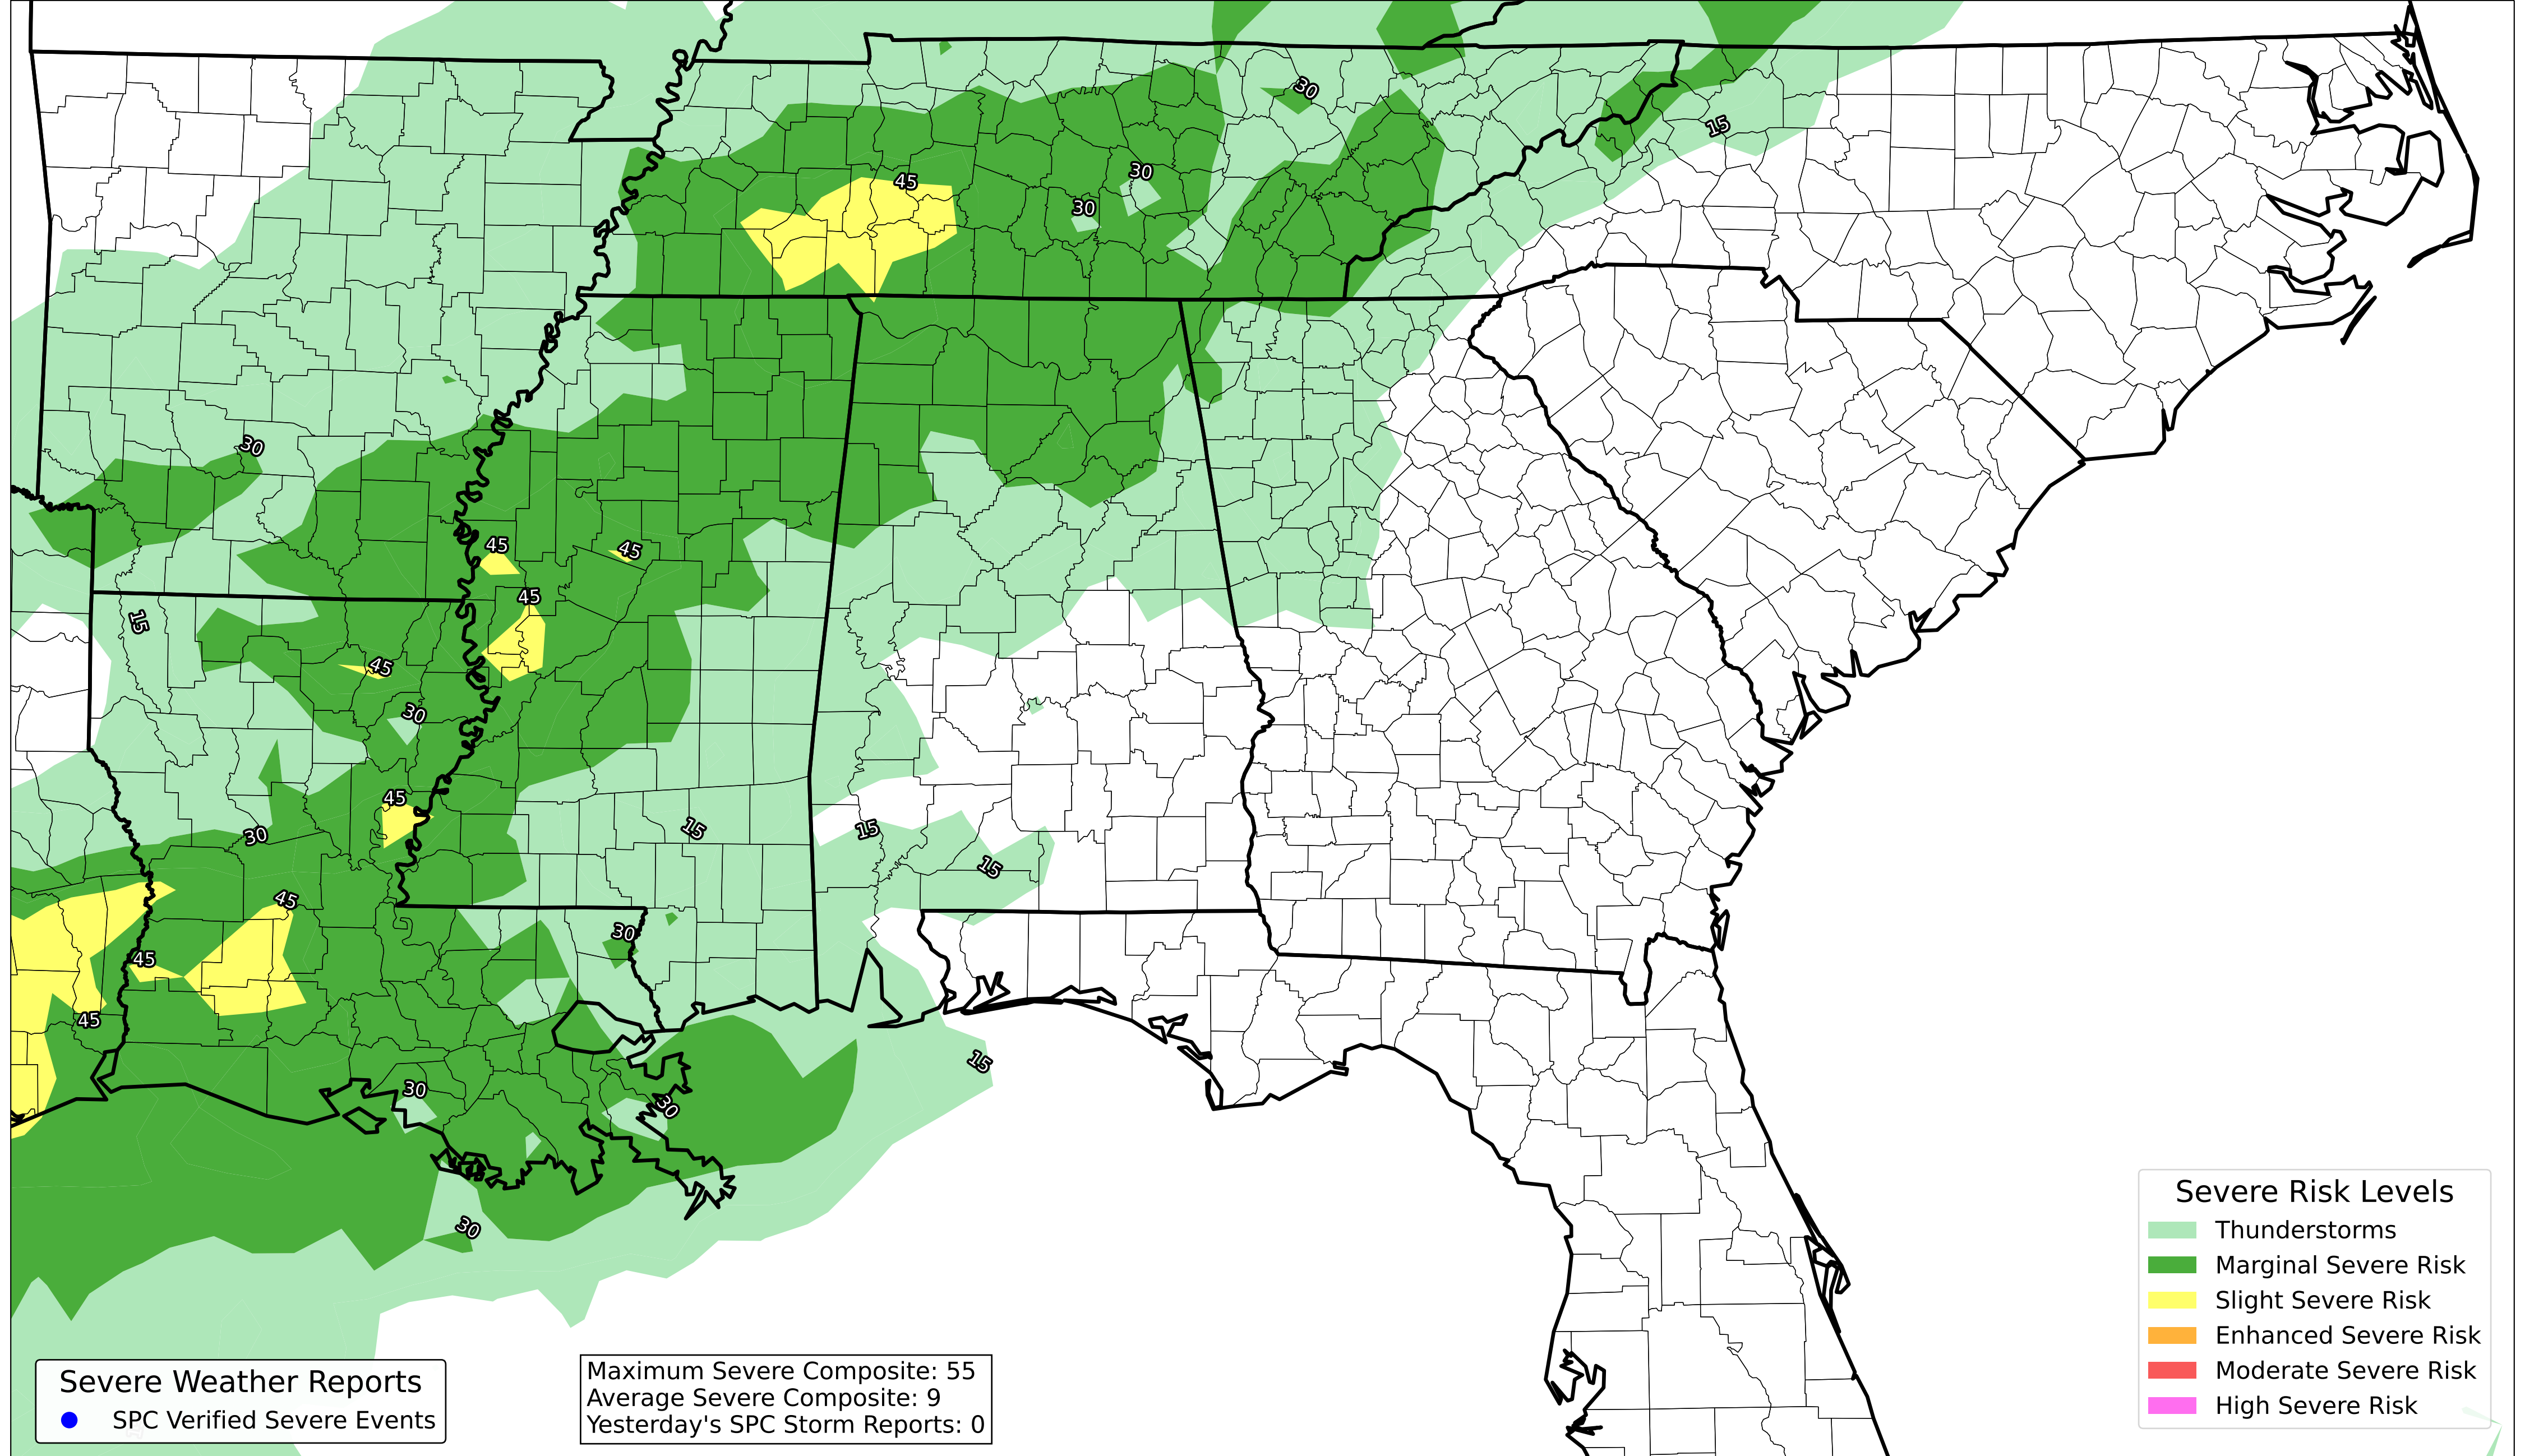 30
15
30
45
30
30
45
45
45
15
45
30
45
15
15
30
15
45
30
45
45
15
30
30
30
Severe Risk Levels
Thunderstorms
Marginal Severe Risk
Slight Severe Risk
Enhanced Severe Risk
Moderate Severe Risk
High Severe Risk
Severe Weather Reports
SPC Verified Severe Events
Maximum Severe Composite: 55
Average Severe Composite: 9
Yesterday's SPC Storm Reports: 0